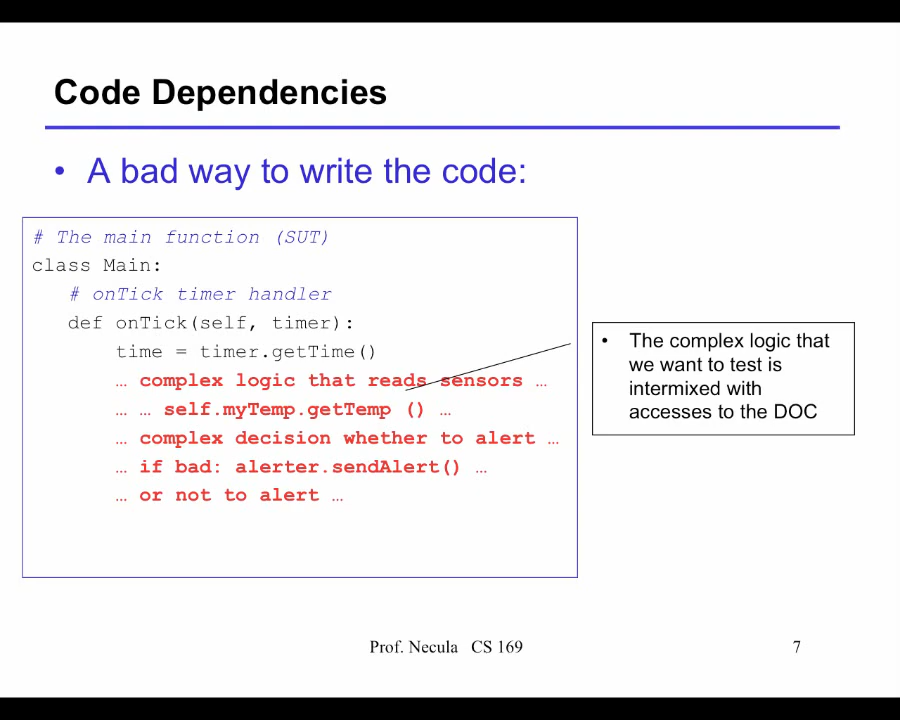 Code Dependencies
• A bad way to write the code:
# The main function (SUT)
class Main:
# onTick timer handler
def onTick(self, timer):
time = timer.getTime()
… complex logic that reads sensors …
… … self.myTemp.getTemp () …
… complex decision whether to alert …
… if bad: alerter.sendAlert() …
… or not to alert …
• The complex logic that
we want to test is
intermixed with
accesses to the DOC
Prof. Necula CS 169
7